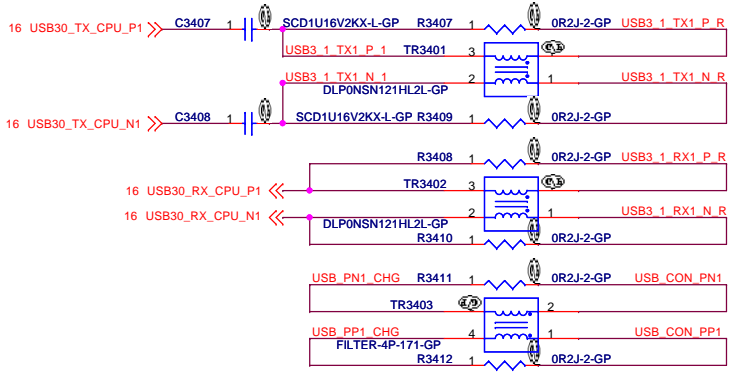 C3407 SCD1U16V2KX-L-GP R3407 0R2J-2-GP USB3_1_TX1_P_R
16 USB30_TX_CPU_P1 1 1
USB3_1_TX1_P_1 TR3401 3
USB3_1_TX1_N_1 2 1 USB3_1_TX1_N_R
DLP0NSN121HL2L-GP
C3408 SCD1U16V2KX-L-GP R3409 0R2J-2-GP
16 USB30_TX_CPU_N1 1 1
R3408 1 0R2J-2-GP USB3_1_RX1_P_R
16 USB30_RX_CPU_P1 TR3402 3
16 USB30_RX_CPU_N1 2 1 USB3_1_RX1_N_R
DLP0NSN121HL2L-GP
R3410 1 0R2J-2-GP
USB_PN1_CHG R3411 1 0R2J-2-GP USB_CON_PN1
TR3403 2
USB_PP1_CHG 4 1 USB_CON_PP1
FILTER-4P-171-GP
R3412 1 0R2J-2-GP